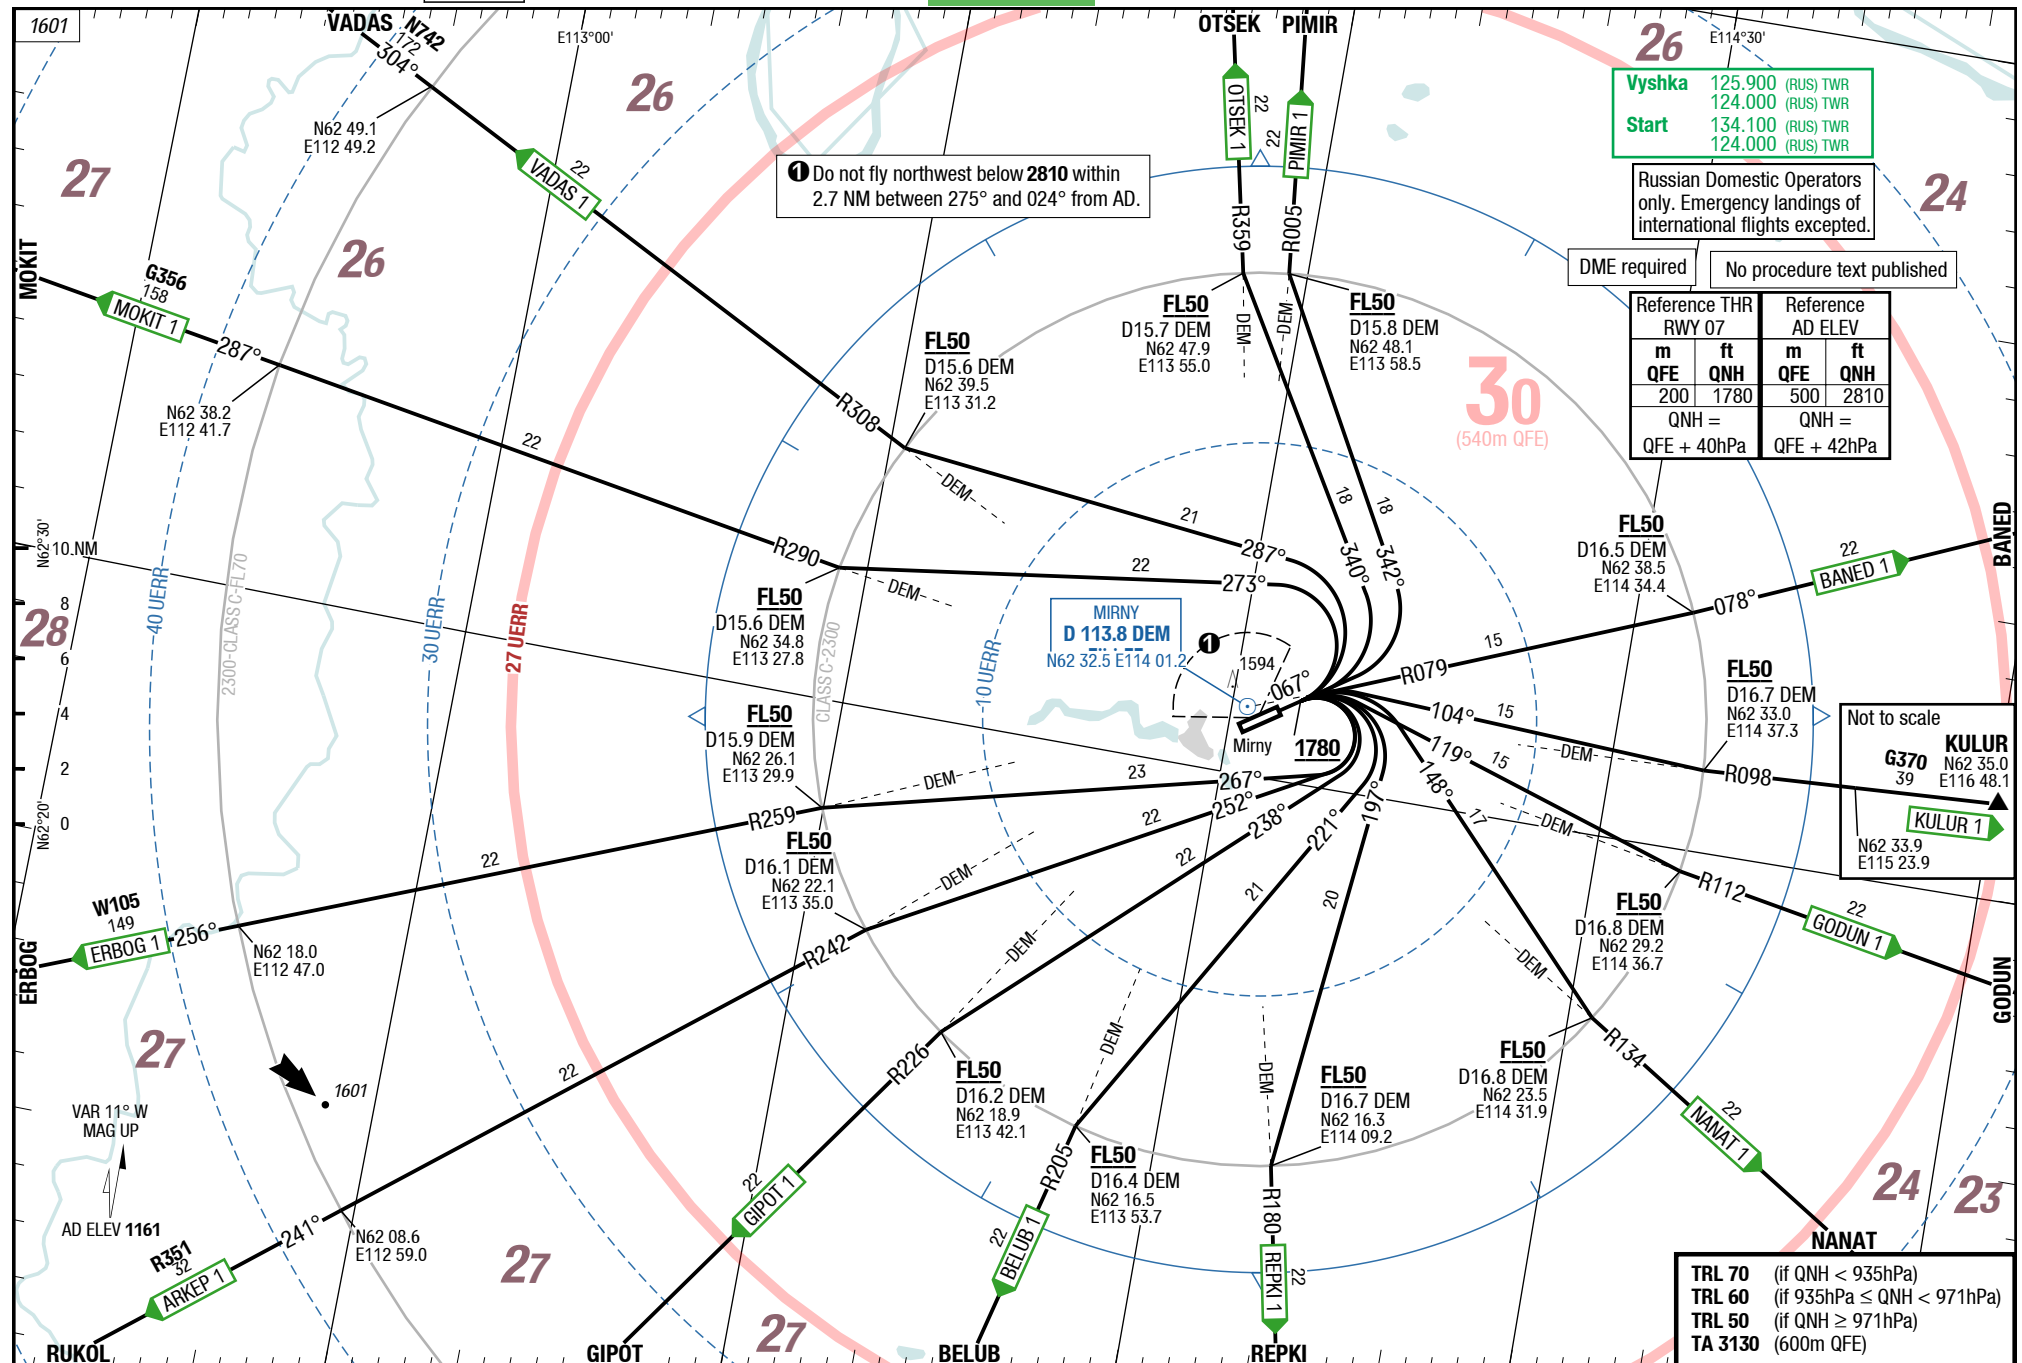 1601
VADAS
N742
172
304°
E113°00'
26
OTSEK
PIMIR
26
E114°30'
Vyshka 125.900 (RUS) TWR
124.000 (RUS) TWR
Start 134.100 (RUS) TWR
124.000 (RUS) TWR
N62 49.1
E112 49.2
27
22
VADAS 1
1 Do not fly northwest below 2810 within
2.7 NM between 275° and 024° from AD.
OTSEK 1
22
PIMIR 1
22
R359
R005
Russian Domestic Operators
only. Emergency landings of
international flights excepted.
24
DME required
No procedure text published
MOKIT
G356
158
MOKIT 1
287°
26
FL50
D15.7 DEM
N62 47.9
E113 55.0
DEM
DEM
FL50
D15.8 DEM
N62 48.1
E113 58.5
Reference THR
RWY 07
m ft
QFE QNH
200 1780
QNH =
QFE + 40hPa
Reference
AD ELEV
m ft
QFE QNH
500 2810
QNH =
QFE + 42hPa
FL50
D15.6 DEM
N62 39.5
E113 31.2
R308
DEM
30
(540m QFE)
N62 38.2
E112 41.7
22
21
18
18
287°
340°
342°
R290
22
273°
DEM
FL50
D15.6 DEM
N62 34.8
E113 27.8
N62°30'
10 NM
8
6
4
2
0
N62°20'
28
40 UERR
2300-CLASS C-FL70
30 UERR
27 UERR
CLASS C-2300
10 UERR
MIRNY
D 113.8 DEM
N62 32.5 E114 01.2
1
1594
067°
Mirny
1780
FL50
D16.5 DEM
N62 38.5
E114 34.4
BANED
22
BANED 1
078°
15
R079
FL50
D16.7 DEM
N62 33.0
E114 37.3
104°
15
DEM
R098
Not to scale
KULUR
N62 35.0
E116 48.1
G370
39
KULUR 1
N62 33.9
E115 23.9
119°
15
DEM
R112
22
GODUN 1
GODUN
FL50
D16.8 DEM
N62 29.2
E114 36.7
148°
17
DEM
FL50
D15.9 DEM
N62 26.1
E113 29.9
DEM
23
267°
R259
22
W105
149
ERBOG 1
256°
ERBOG
N62 18.0
E112 47.0
FL50
D16.1 DEM
N62 22.1
E113 35.0
DEM
22
252°
R242
22
238°
22
221°
21
197°
20
27
1601
VAR 11° W
MAG UP
AD ELEV 1161
241°
N62 08.6
E112 59.0
R351
32
ARKEP 1
RUKOL
DEM
R226
FL50
D16.2 DEM
N62 18.9
E113 42.1
22
GIPOT 1
GIPOT
27
27
DEM
R205
FL50
D16.4 DEM
N62 16.5
E113 53.7
22
BELUB 1
BELUB
DEM
FL50
D16.7 DEM
N62 16.3
E114 09.2
R180
REPKI 1
22
REPKI
FL50
D16.8 DEM
N62 23.5
E114 31.9
R134
22
NANAT 1
NANAT
24
23
TRL 70 (if QNH < 935hPa)
TRL 60 (if 935hPa ≤ QNH < 971hPa)
TRL 50 (if QNH ≥ 971hPa)
TA 3130 (600m QFE)